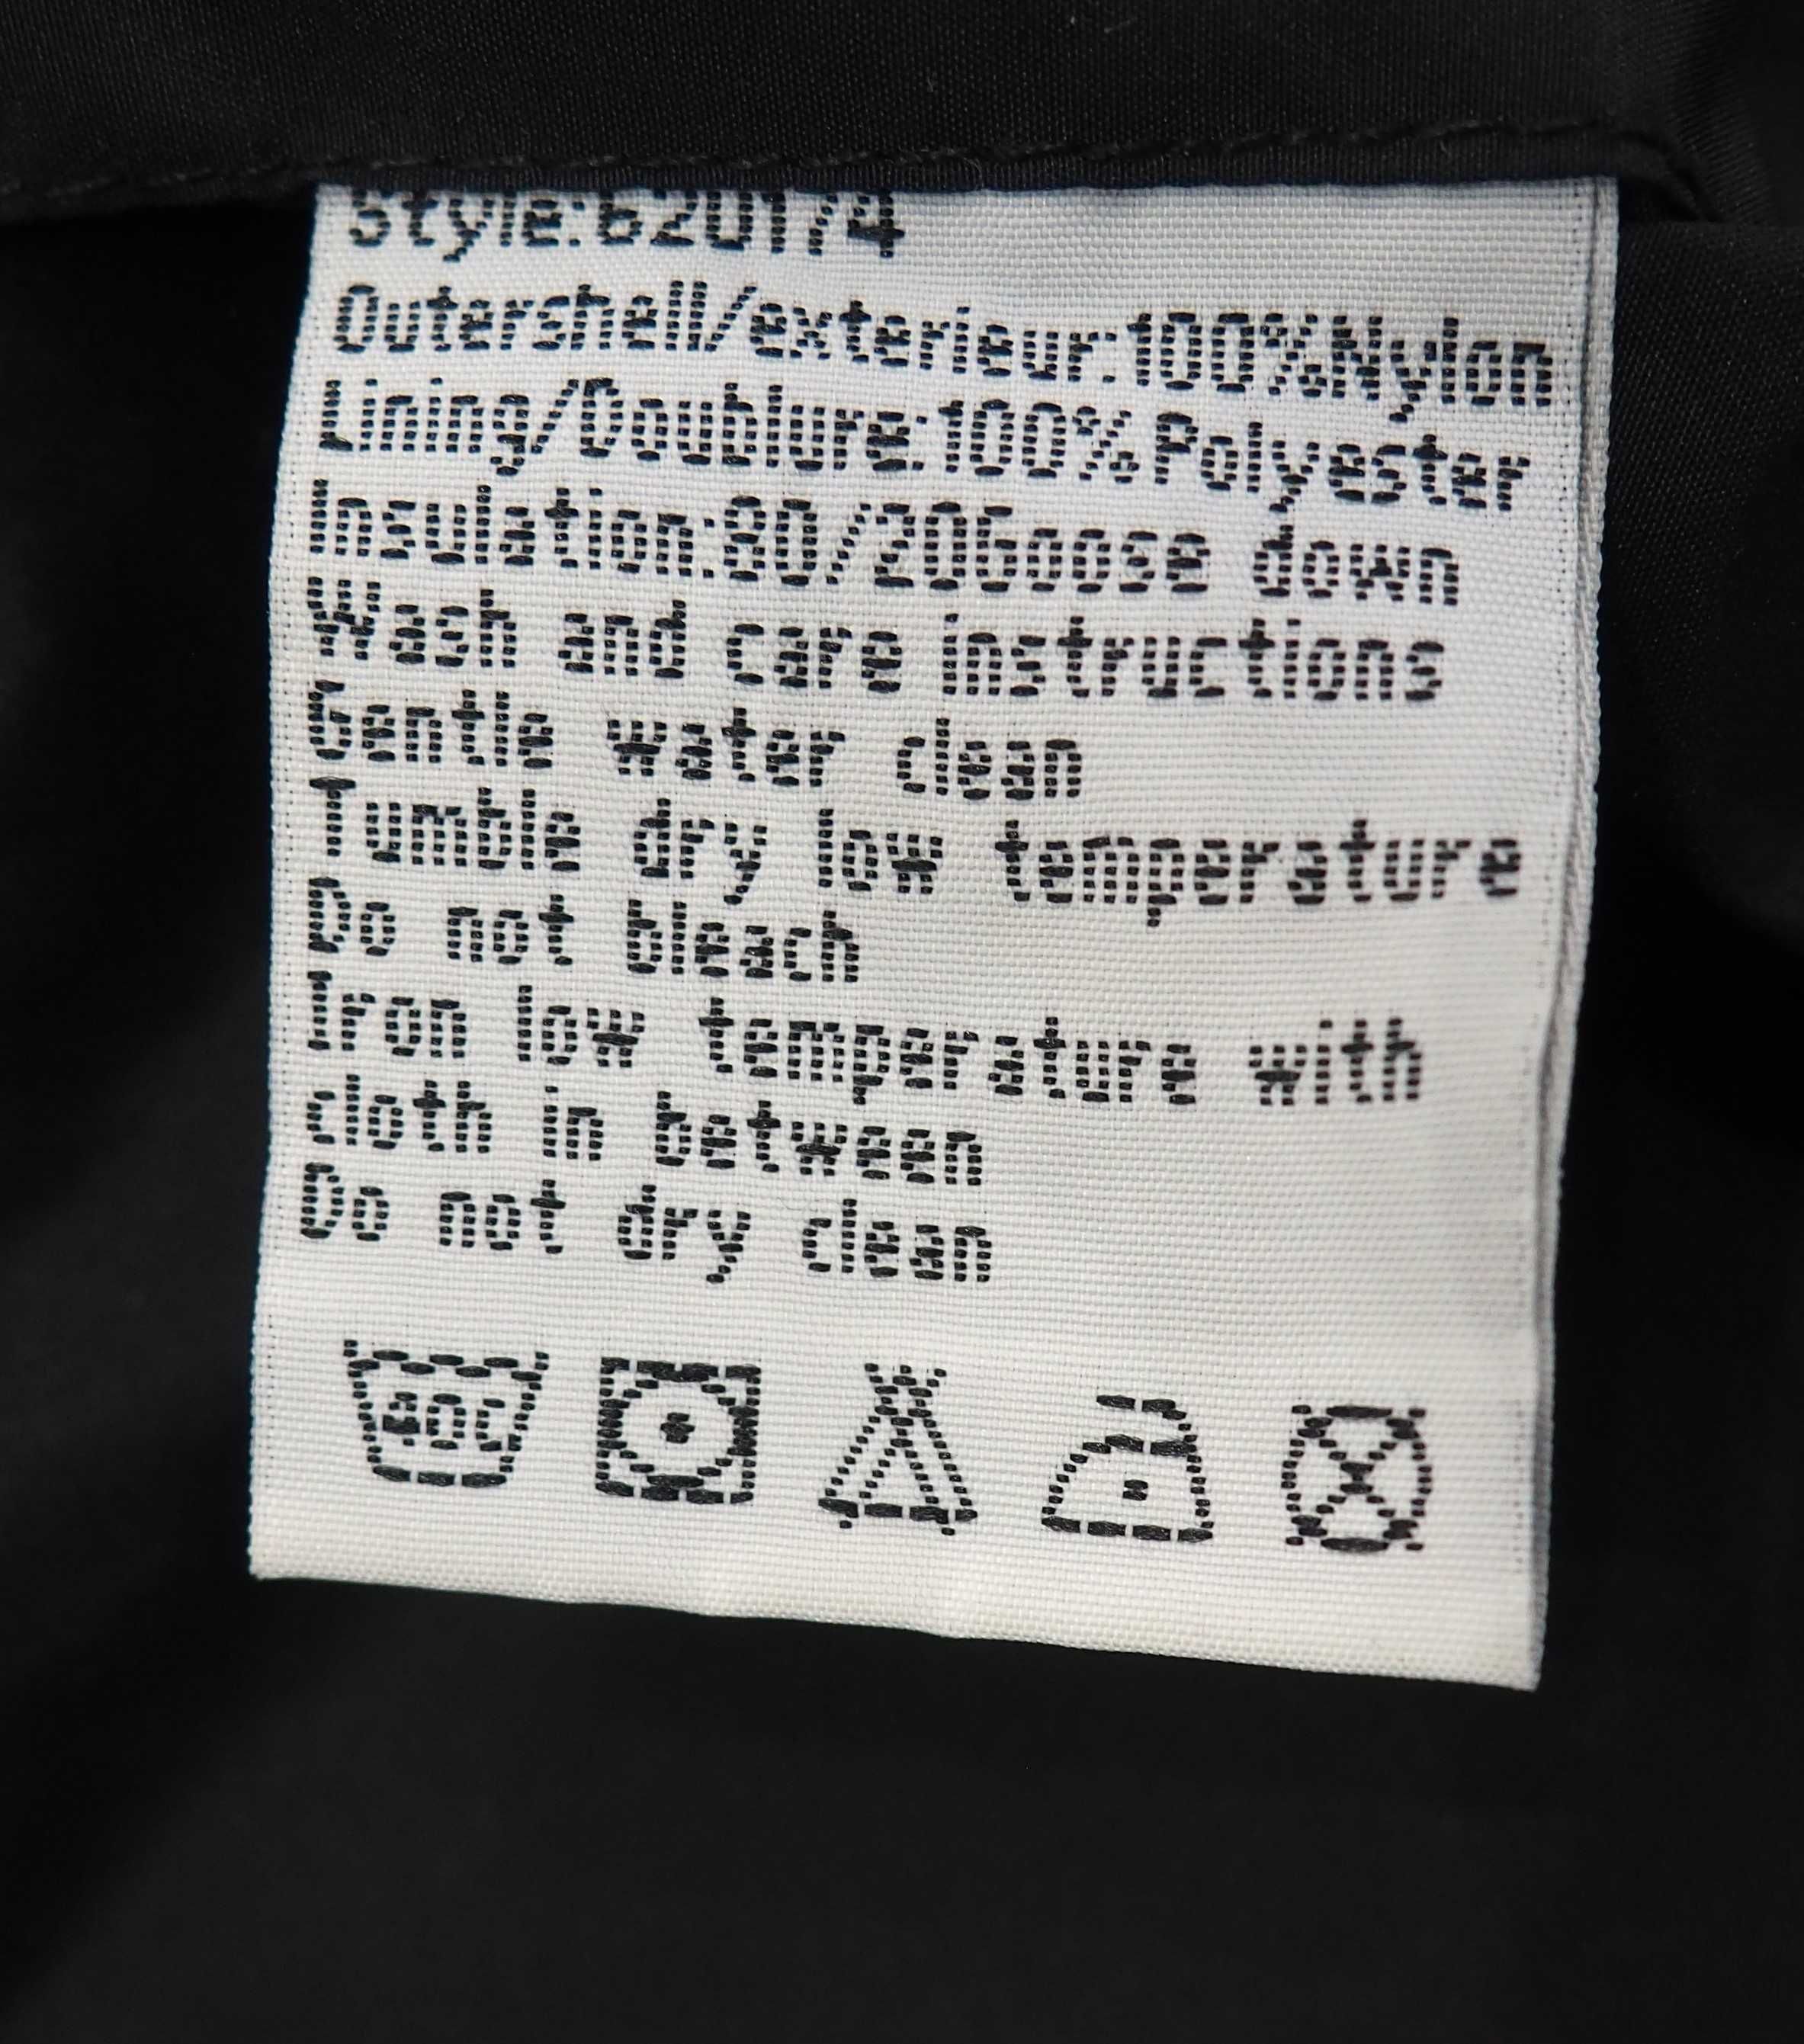 Style:620174
Outershell/exterieur:100%Nylon
Lining/Doublure:100%Polyester
Insulation:80/20Goose down
Wash and care instructions
Gentle water clean
Tumble dry low temperature
Do not bleach
Iron low temperature with
cloth in between
Do not dry clean
40C